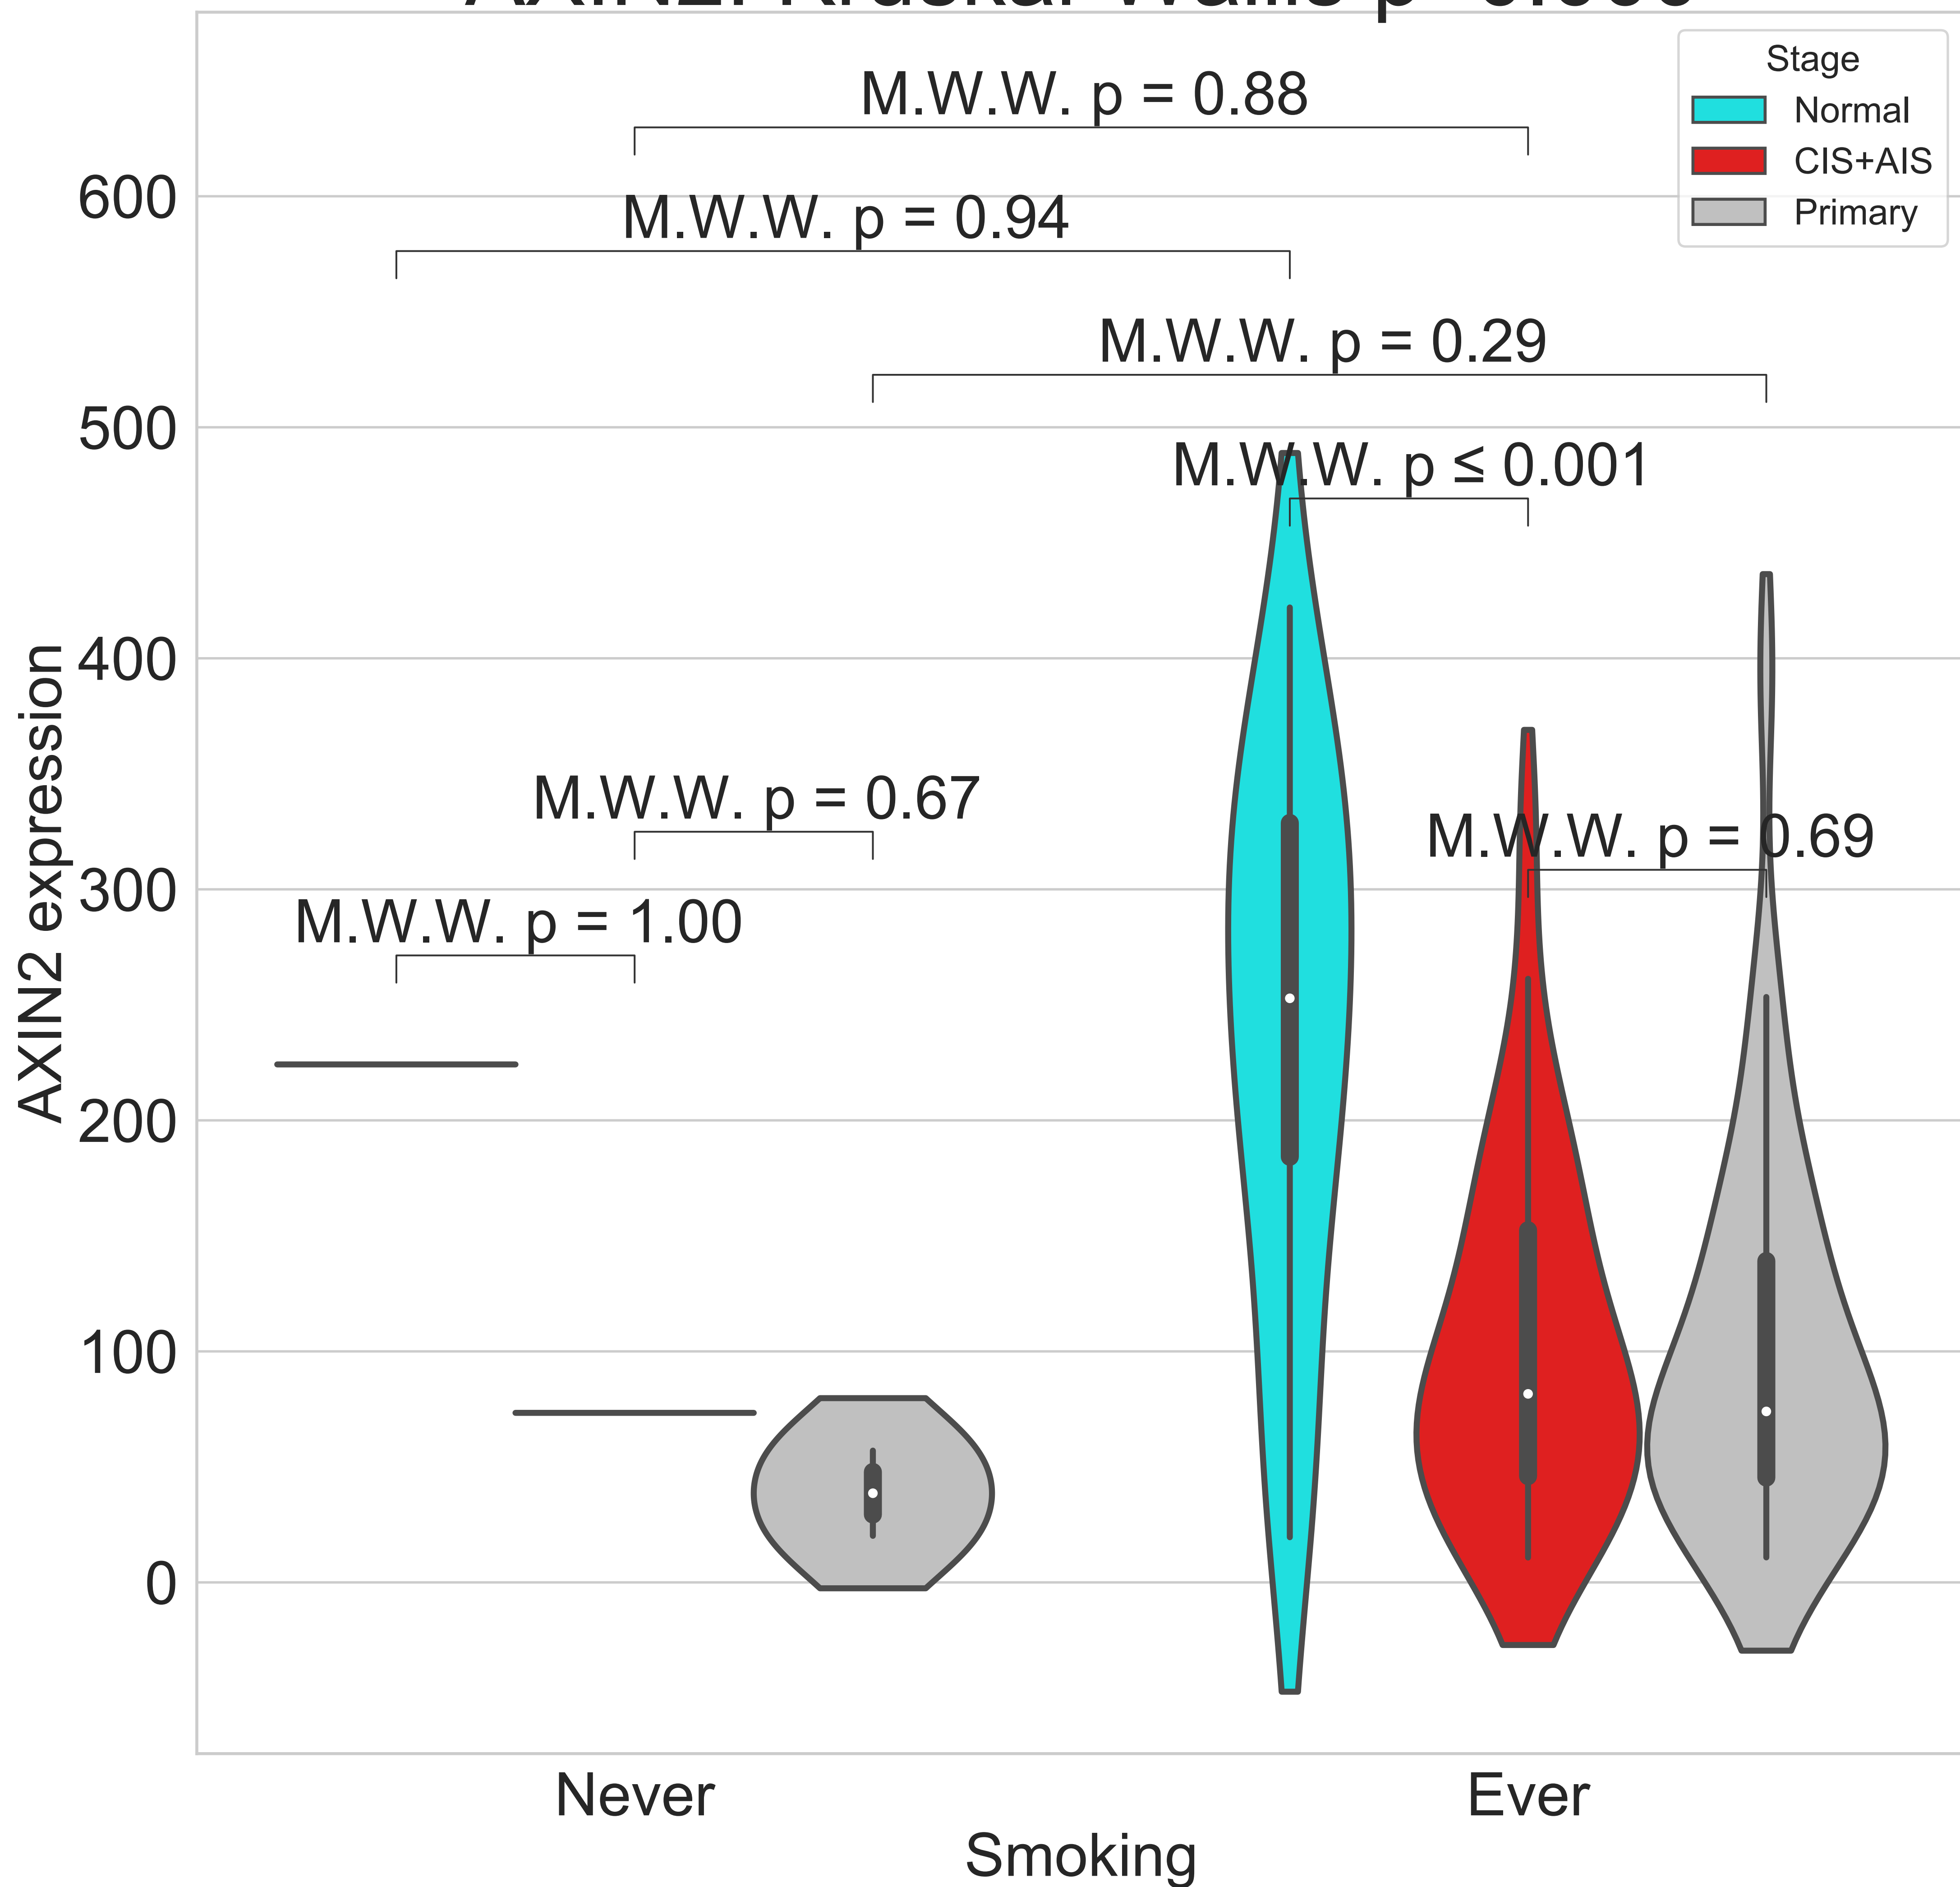 Stage
Normal
CIS+AIS
Primary
M.W.W. p = 0.88
M.W.W. p = 0.94
M.W.W. p = 0.29
M.W.W. p ≤ 0.001
M.W.W. p = 0.67
M.W.W. p = 0.69
M.W.W. p = 1.00
600
500
400
300
200
100
0
AXIN2 expression
Never
Ever
Smoking